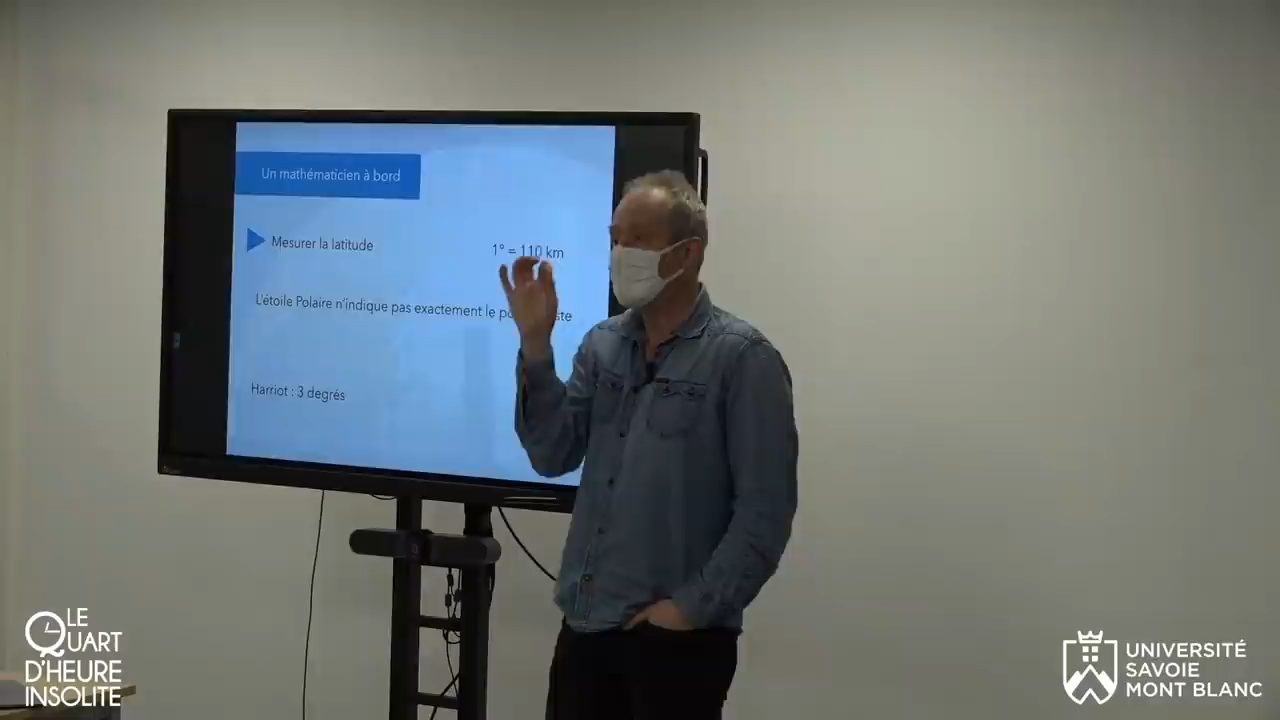 Un mathématicien à bord
Mesurer la latitude
1° = 110 km
L'étoile Polaire n'indique pas exactement le
Harriot : 3 degrés
LE
QUART
D'HEURE
INSOLITE
UNIVERSITÉ
SAVOIE
MONT BLANC